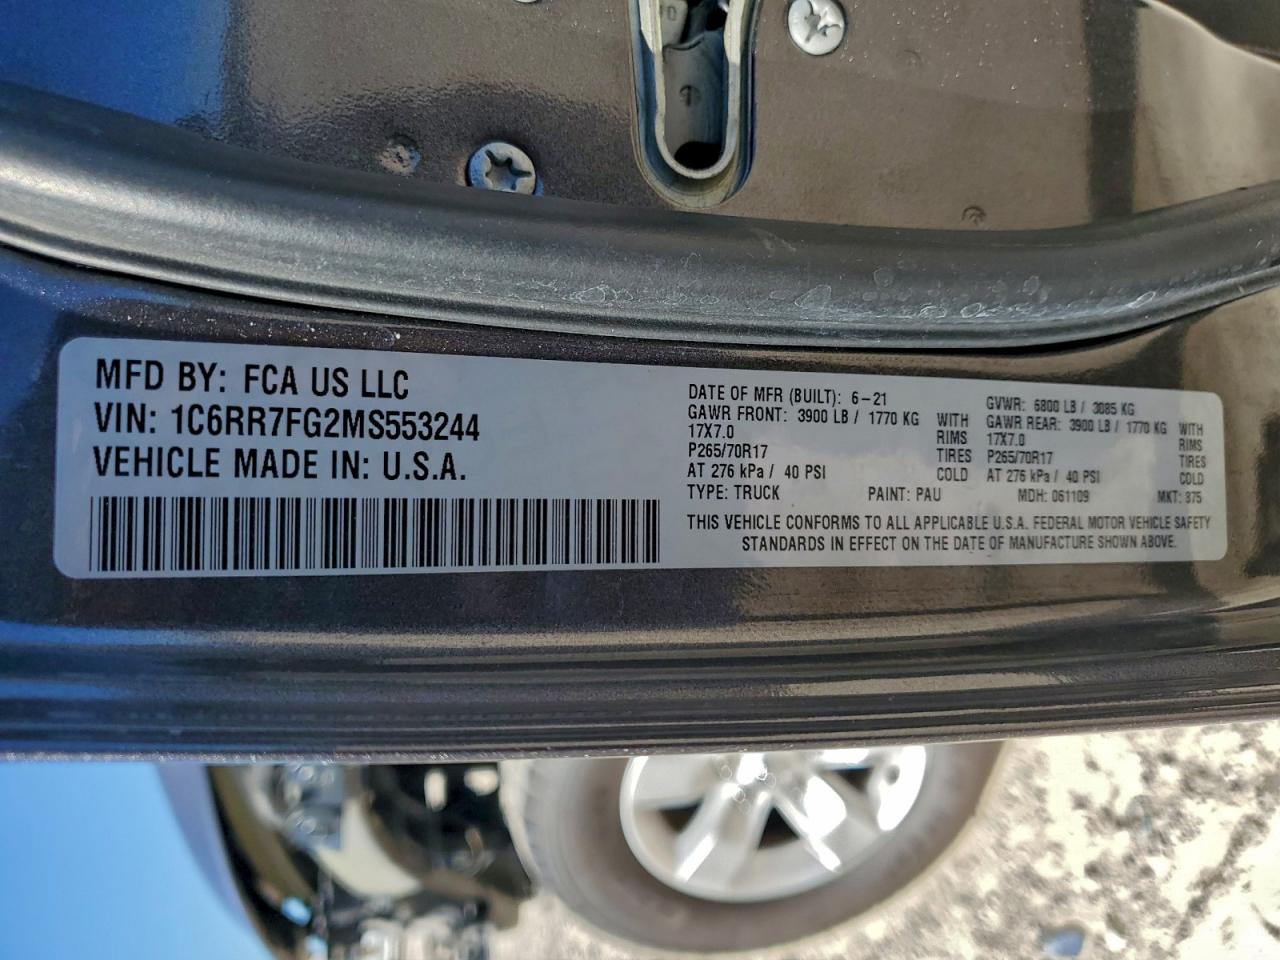 MFD BY: FCA US LLC
VIN: 1C6RR7FG2MS553244
VEHICLE MADE IN: U.S.A.
DATE OF MFR (BUILT): 6-21 GVWR: 6800 LB / 3085 KG
GAWR FRONT: 3900 LB / 1770 KG WITH GAWR REAR: 3900 LB / 1770 KG WITH
17X7.0 RIMS 17X7.0 RIMS
P265/70R17 TIRES P265/70R17 TIRES
AT 276 kPa / 40 PSI COLD AT 276 kPa / 40 PSI COLD
TYPE: TRUCK PAINT: PAU MDH: 061109 MKT: 375
THIS VEHICLE CONFORMS TO ALL APPLICABLE U.S.A. FEDERAL MOTOR VEHICLE SAFETY
STANDARDS IN EFFECT ON THE DATE OF MANUFACTURE SHOWN ABOVE.